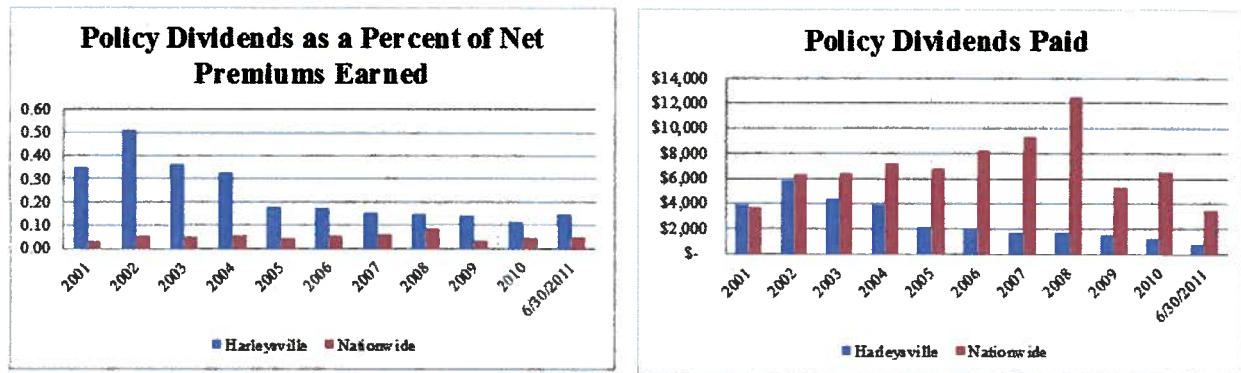 Policy Dividends as a Percent of Net
Premiums Earned
0.60
0.50
0.40
0.30
0.20
0.10
0.00
2001 2002 2003 2004 2005 2006 2007 2008 2009 2010 6/30/2011
Harleysville Nationwide
Policy Dividends Paid
$14,000
$12,000
$10,000
$8,000
$6,000
$4,000
$2,000
$-
2001 2002 2003 2004 2005 2006 2007 2008 2009 2010 6/30/2011
Harleysville Nationwide